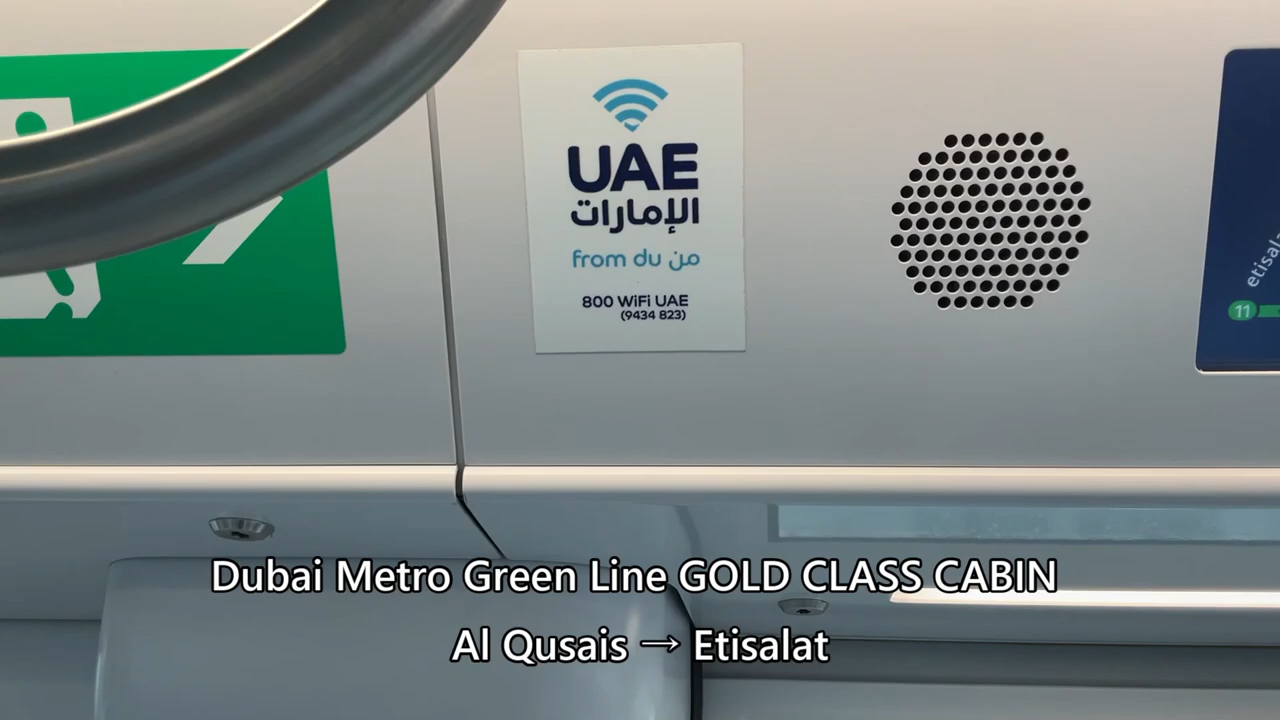 UAE
الإمارات
from du من
800 WiFi UAE
(9434 823)
11
Dubai Metro Green Line GOLD CLASS CABIN
Al Qusais → Etisalat